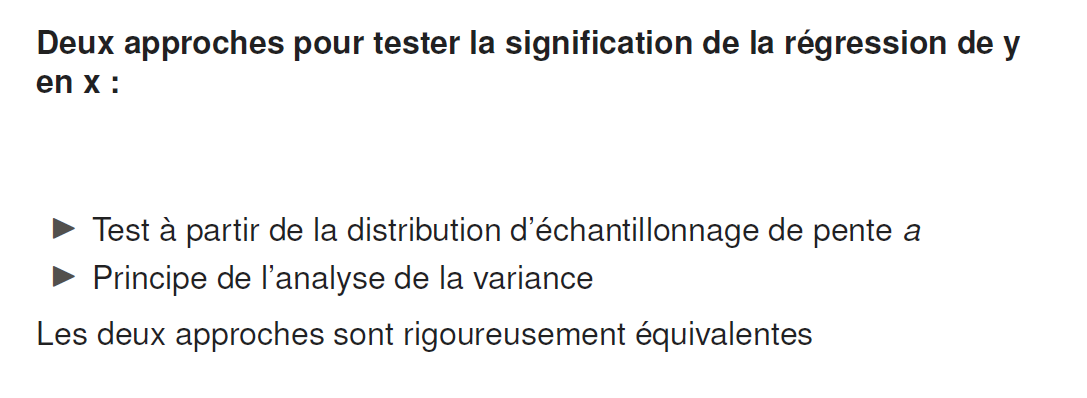 Deux approches pour tester la signification de la régression de y
en x :
► Test à partir de la distribution d’échantillonnage de pente a
► Principe de l’analyse de la variance
Les deux approches sont rigoureusement équivalentes